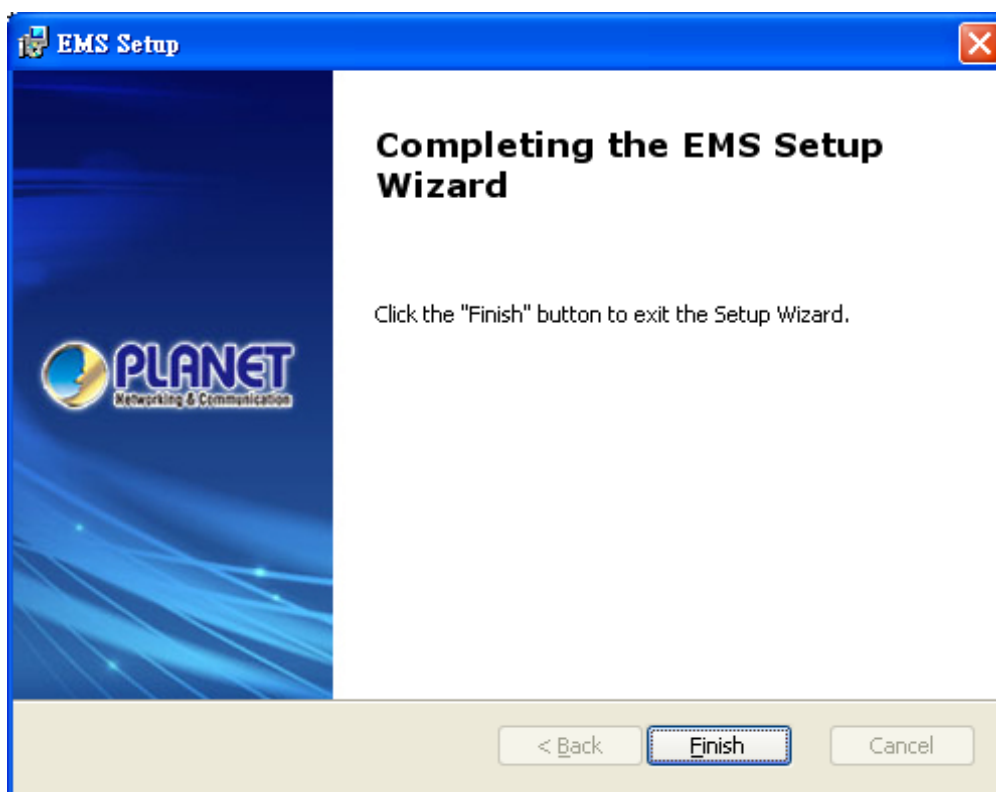 EMS Setup
Completing the EMS Setup
Wizard
Click the "Finish" button to exit the Setup Wizard.
PLANET
Networking & Communication
< Back
Finish
Cancel